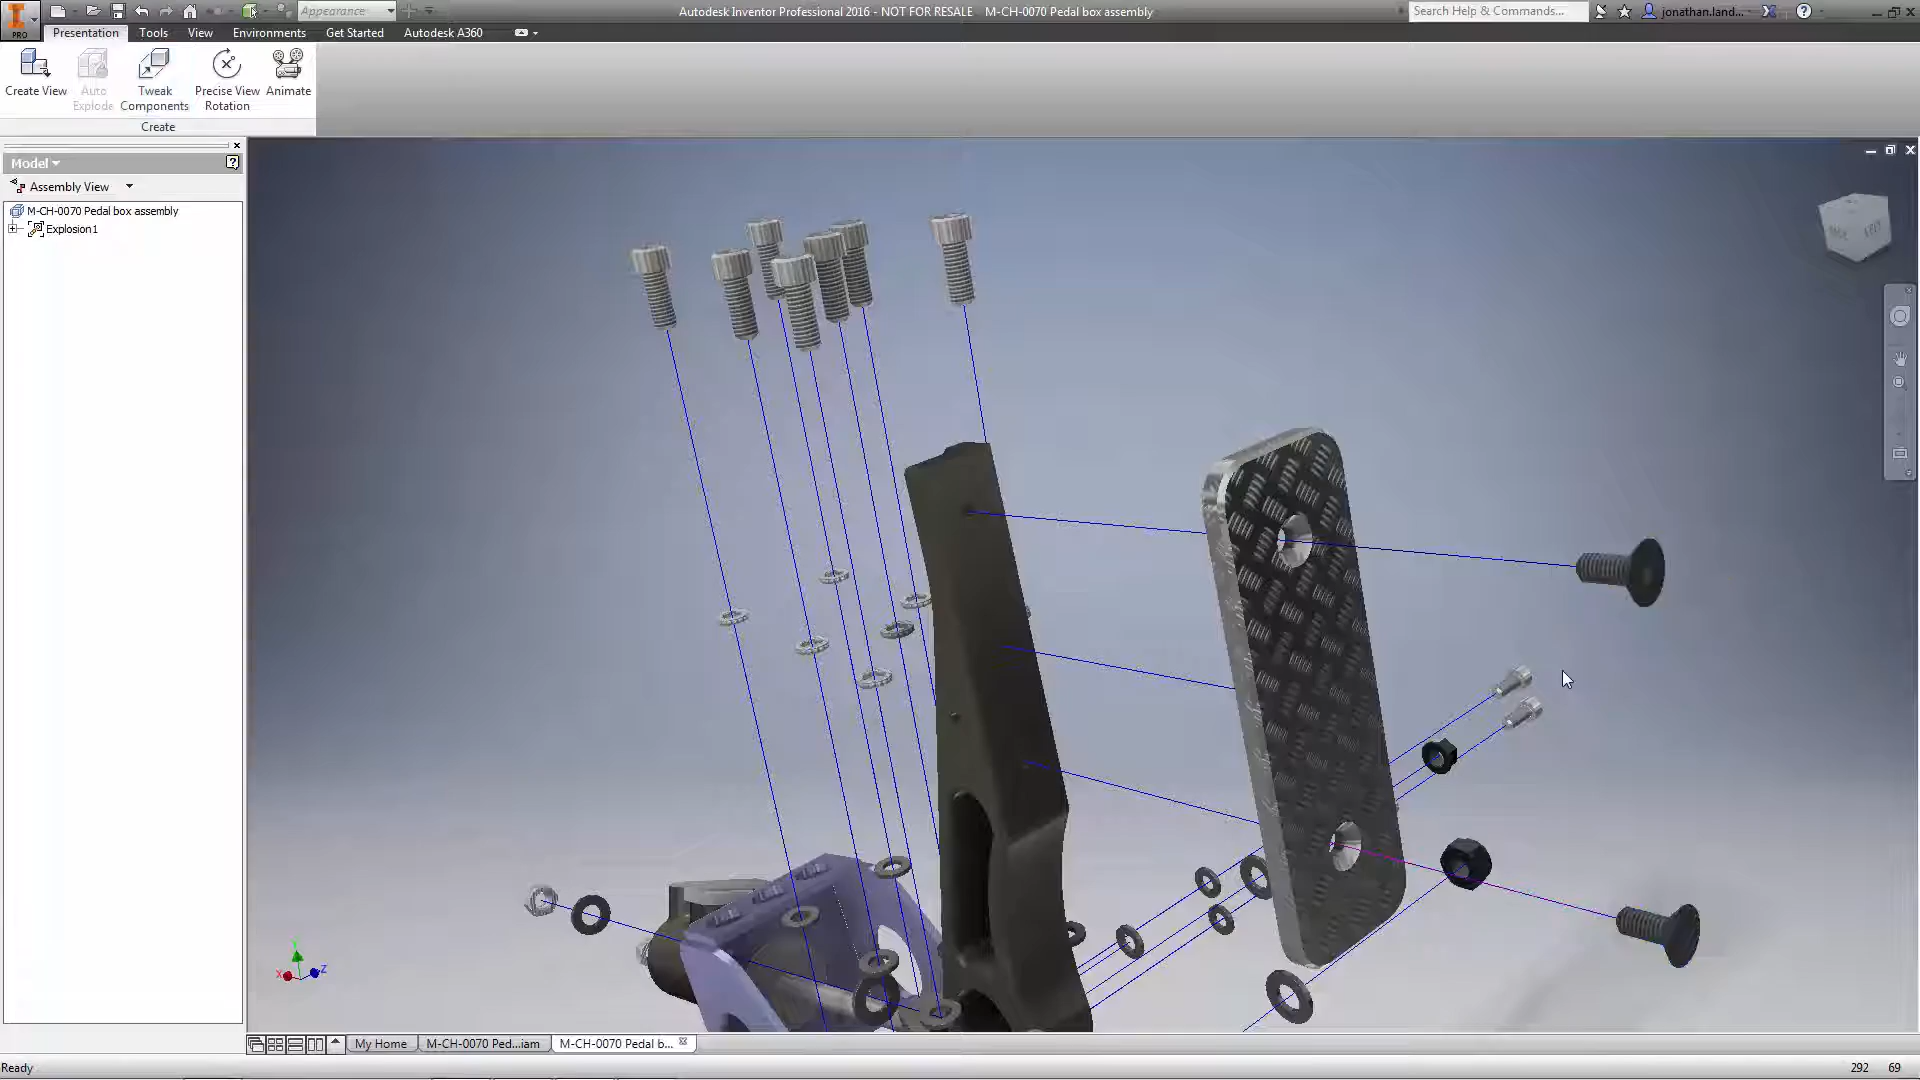 Appearance
Autodesk Inventor Professional 2016 - NOT FOR RESALE M-CH-0070 Pedal box assembly
Search Help & Commands...
jonathan.land...
PRO
Presentation
Tools
View
Environments
Get Started
Autodesk A360
Create View
Auto Explode
Tweak Components
Precise View Rotation
Animate
Create
Model
Assembly View
M-CH-0070 Pedal box assembly
Explosion1
Y
X
Z
My Home
M-CH-0070 Ped...iam
M-CH-0070 Pedal b...
Ready
292
69